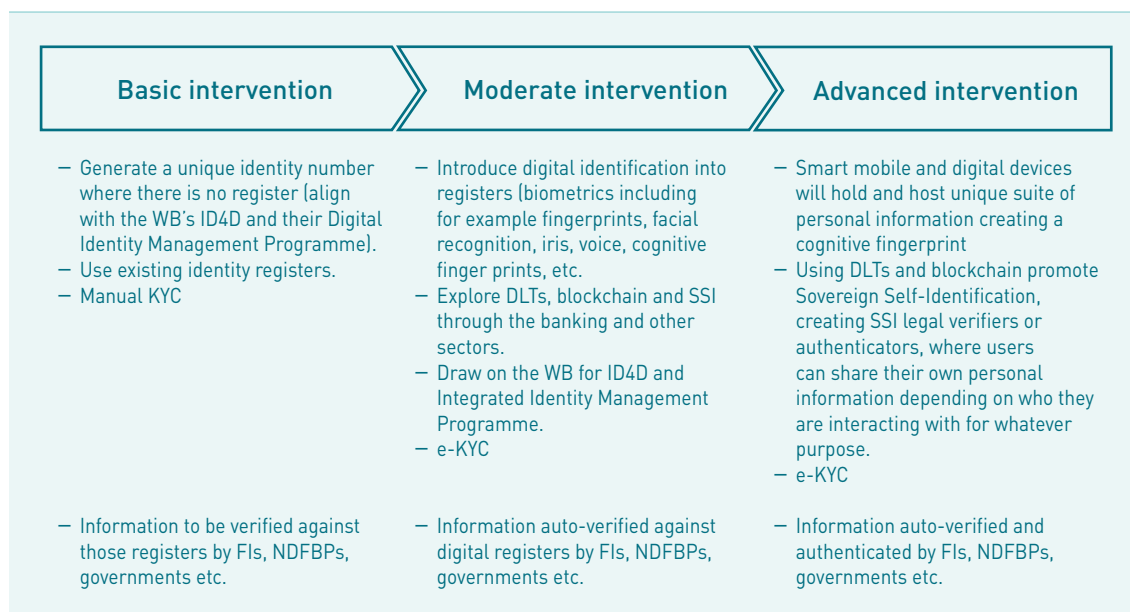 Basic intervention
Moderate intervention
Advanced intervention
— Generate a unique identity number
where there is no register (align
with the WB's ID4D and their Digital
Identity Management Programme).
— Use existing identity registers.
— Manual KYC
— Introduce digital identification into
registers (biometrics including
for example fingerprints, facial
recognition, iris, voice, cognitive
finger prints, etc.
— Explore DLTs, blockchain and SSI
through the banking and other
sectors.
— Draw on the WB for ID4D and
Integrated Identity Management
Programme.
— e-KYC
— Smart mobile and digital devices
will hold and host unique suite of
personal information creating a
cognitive fingerprint
— Using DLTs and blockchain promote
Sovereign Self-Identification,
creating SSI legal verifiers or
authenticators, where users
can share their own personal
information depending on who they
are interacting with for whatever
purpose.
— e-KYC
— Information to be verified against
those registers by FIs, NDFBPs,
governments etc.
— Information auto-verified against
digital registers by FIs, NDFBPs,
governments etc.
— Information auto-verified and
authenticated by FIs, NDFBPs,
governments etc.